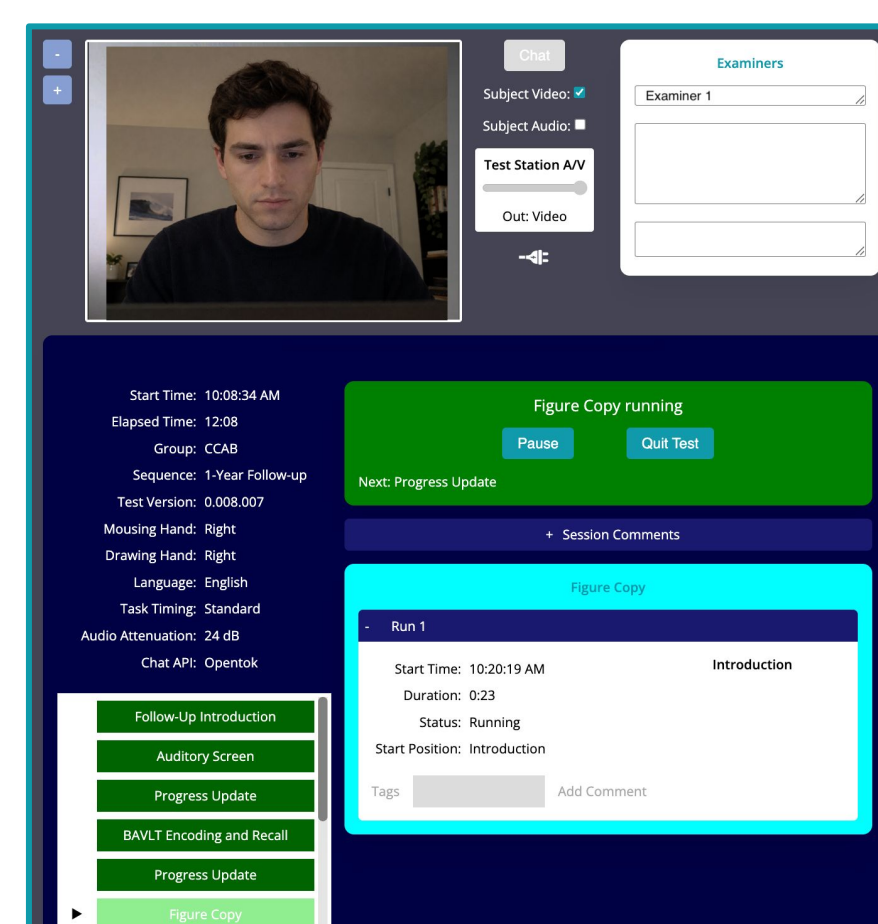 -
+
Chat
Subject Video:
Subject Audio:
Test Station A/V
Out: Video
Examiners
Examiner 1
Start Time: 10:08:34 AM
Elapsed Time: 12:08
Group: CCAB
Sequence: 1-Year Follow-up
Test Version: 0.008.007
Mousing Hand: Right
Drawing Hand: Right
Language: English
Task Timing: Standard
Audio Attenuation: 24 dB
Chat API: Opentok
Follow-Up Introduction
Auditory Screen
Progress Update
BAVLT Encoding and Recall
Progress Update
Figure Copy
Figure Copy running
Pause
Quit Test
Next: Progress Update
+ Session Comments
Figure Copy
- Run 1
Start Time: 10:20:19 AM
Duration: 0:23
Status: Running
Start Position: Introduction
Introduction
Tags
Add Comment